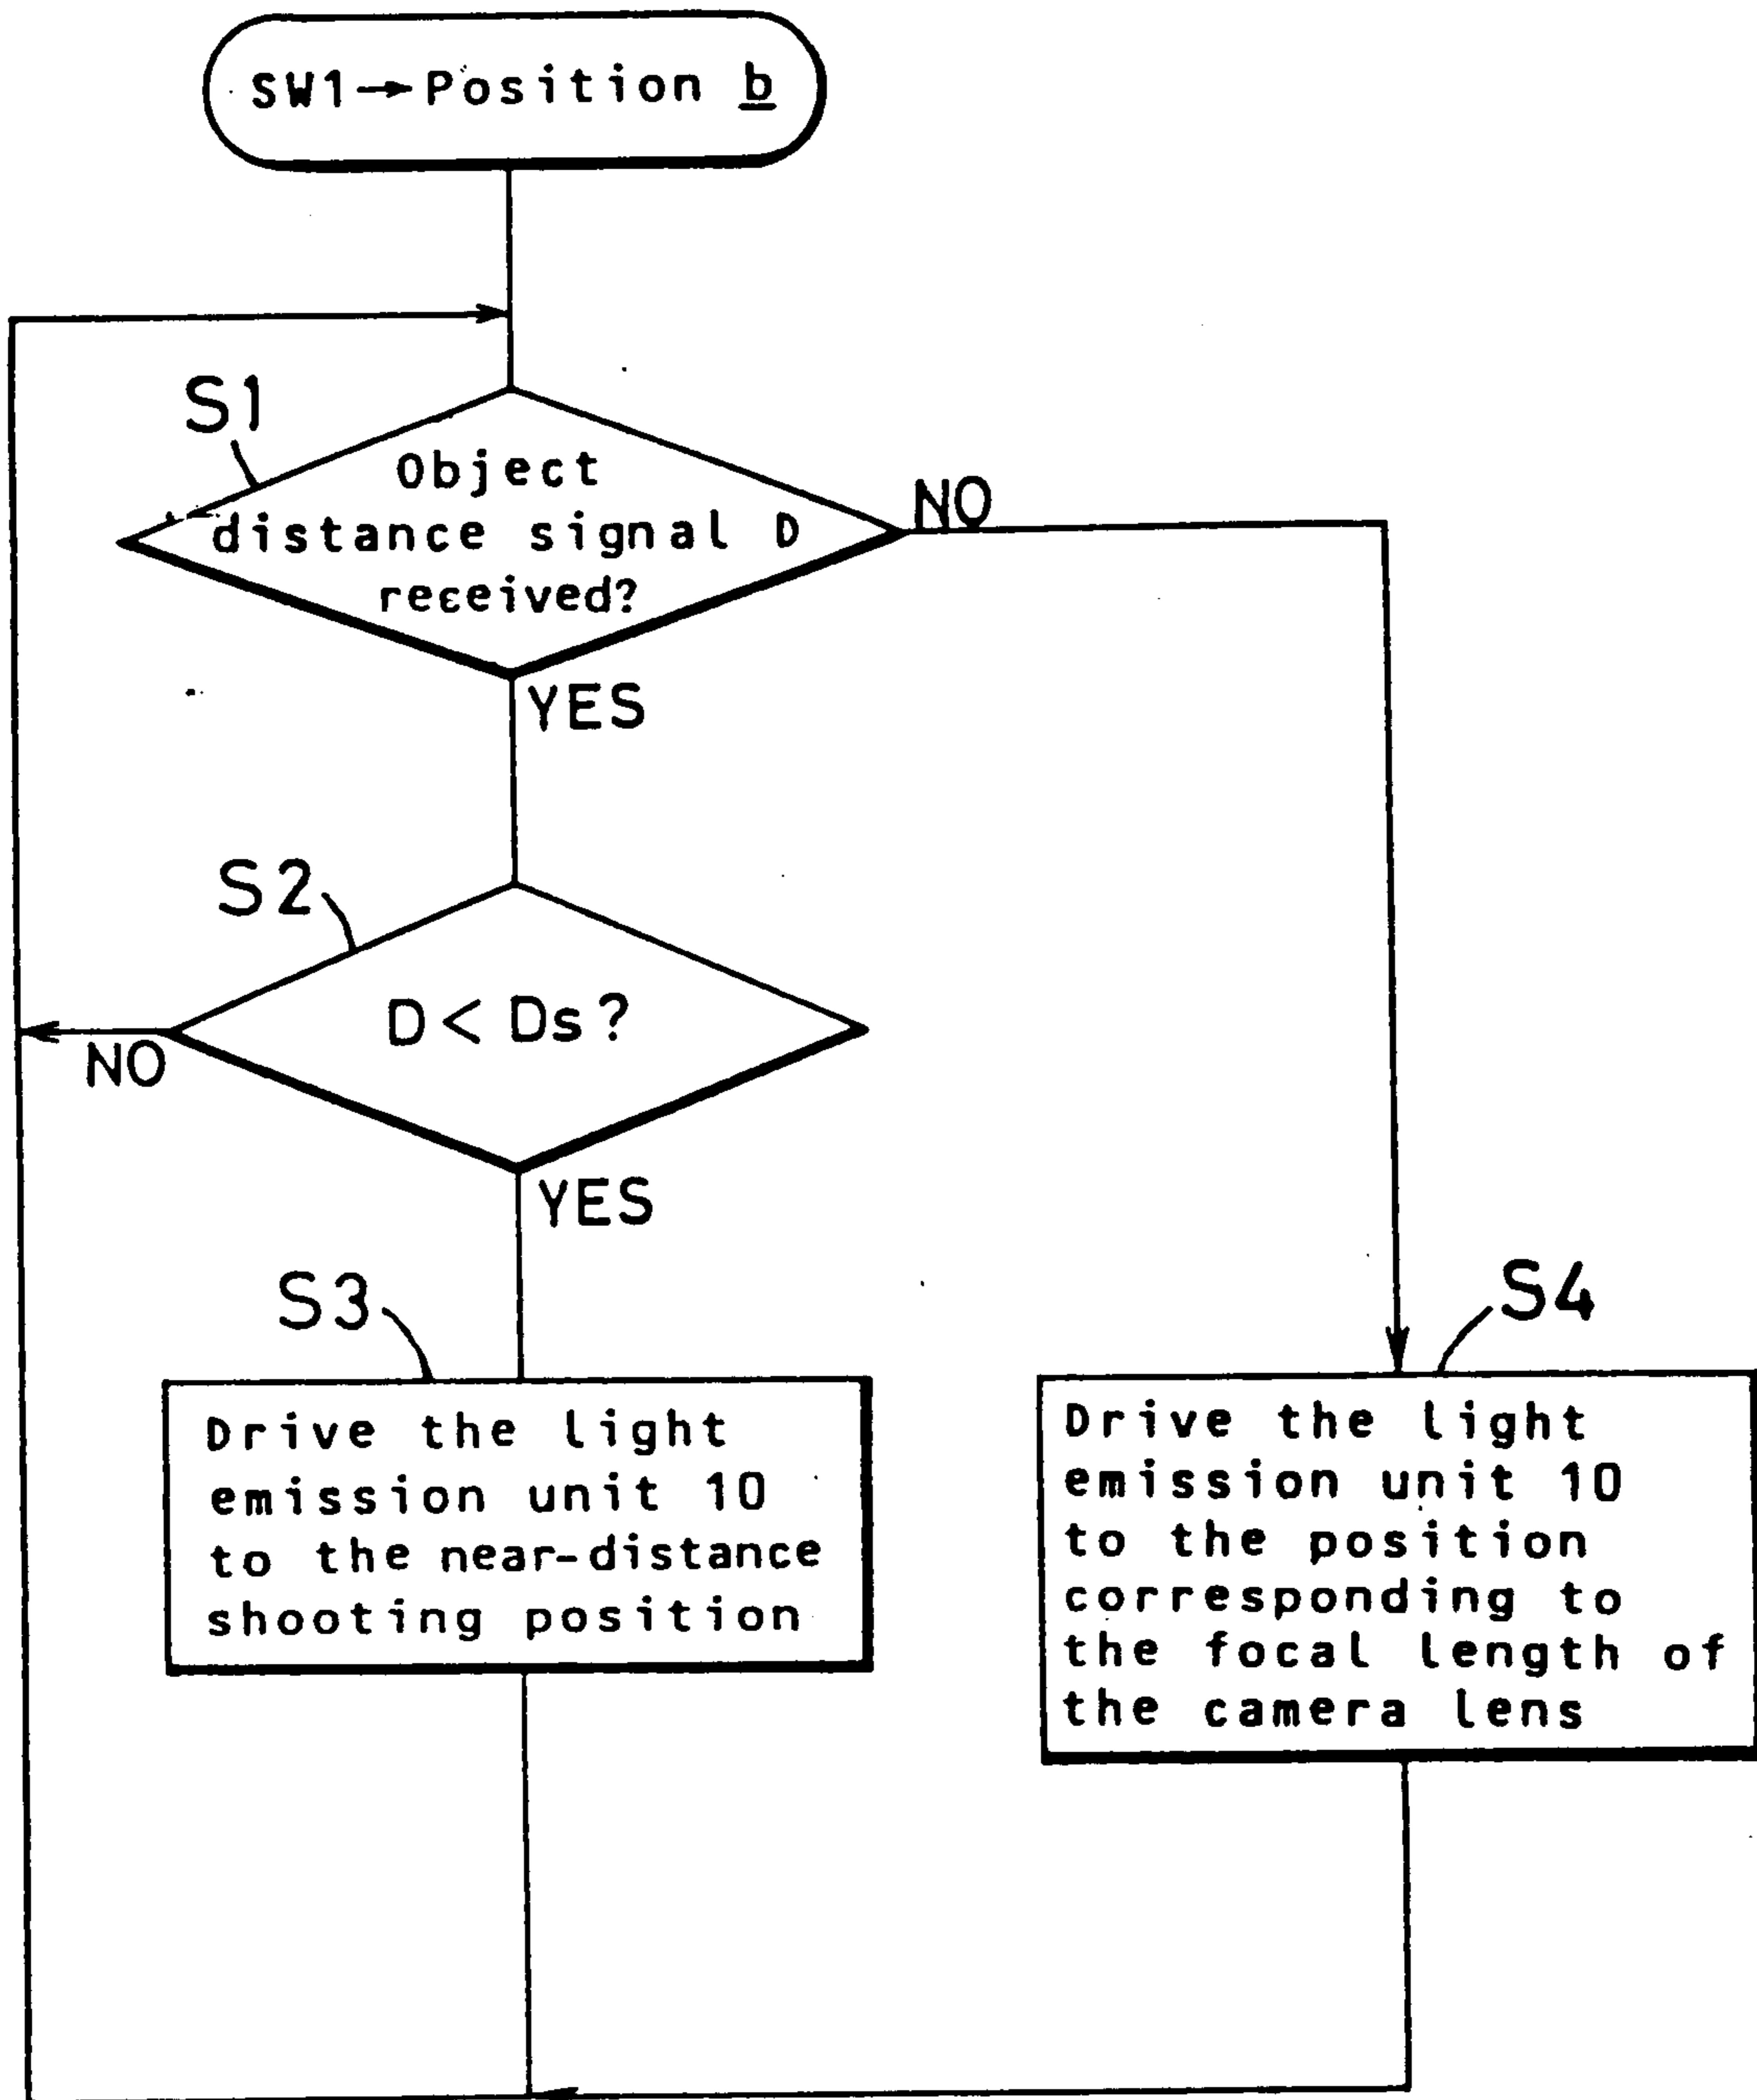 SW1→Position b
S1
Object
distance signal D
received?
NO
YES
S2
D < Ds?
NO
YES
S3
Drive the light
emission unit 10
to the near-distance
shooting position
S4
Drive the light
emission unit 10
to the position
corresponding to
the focal length of
the camera lens